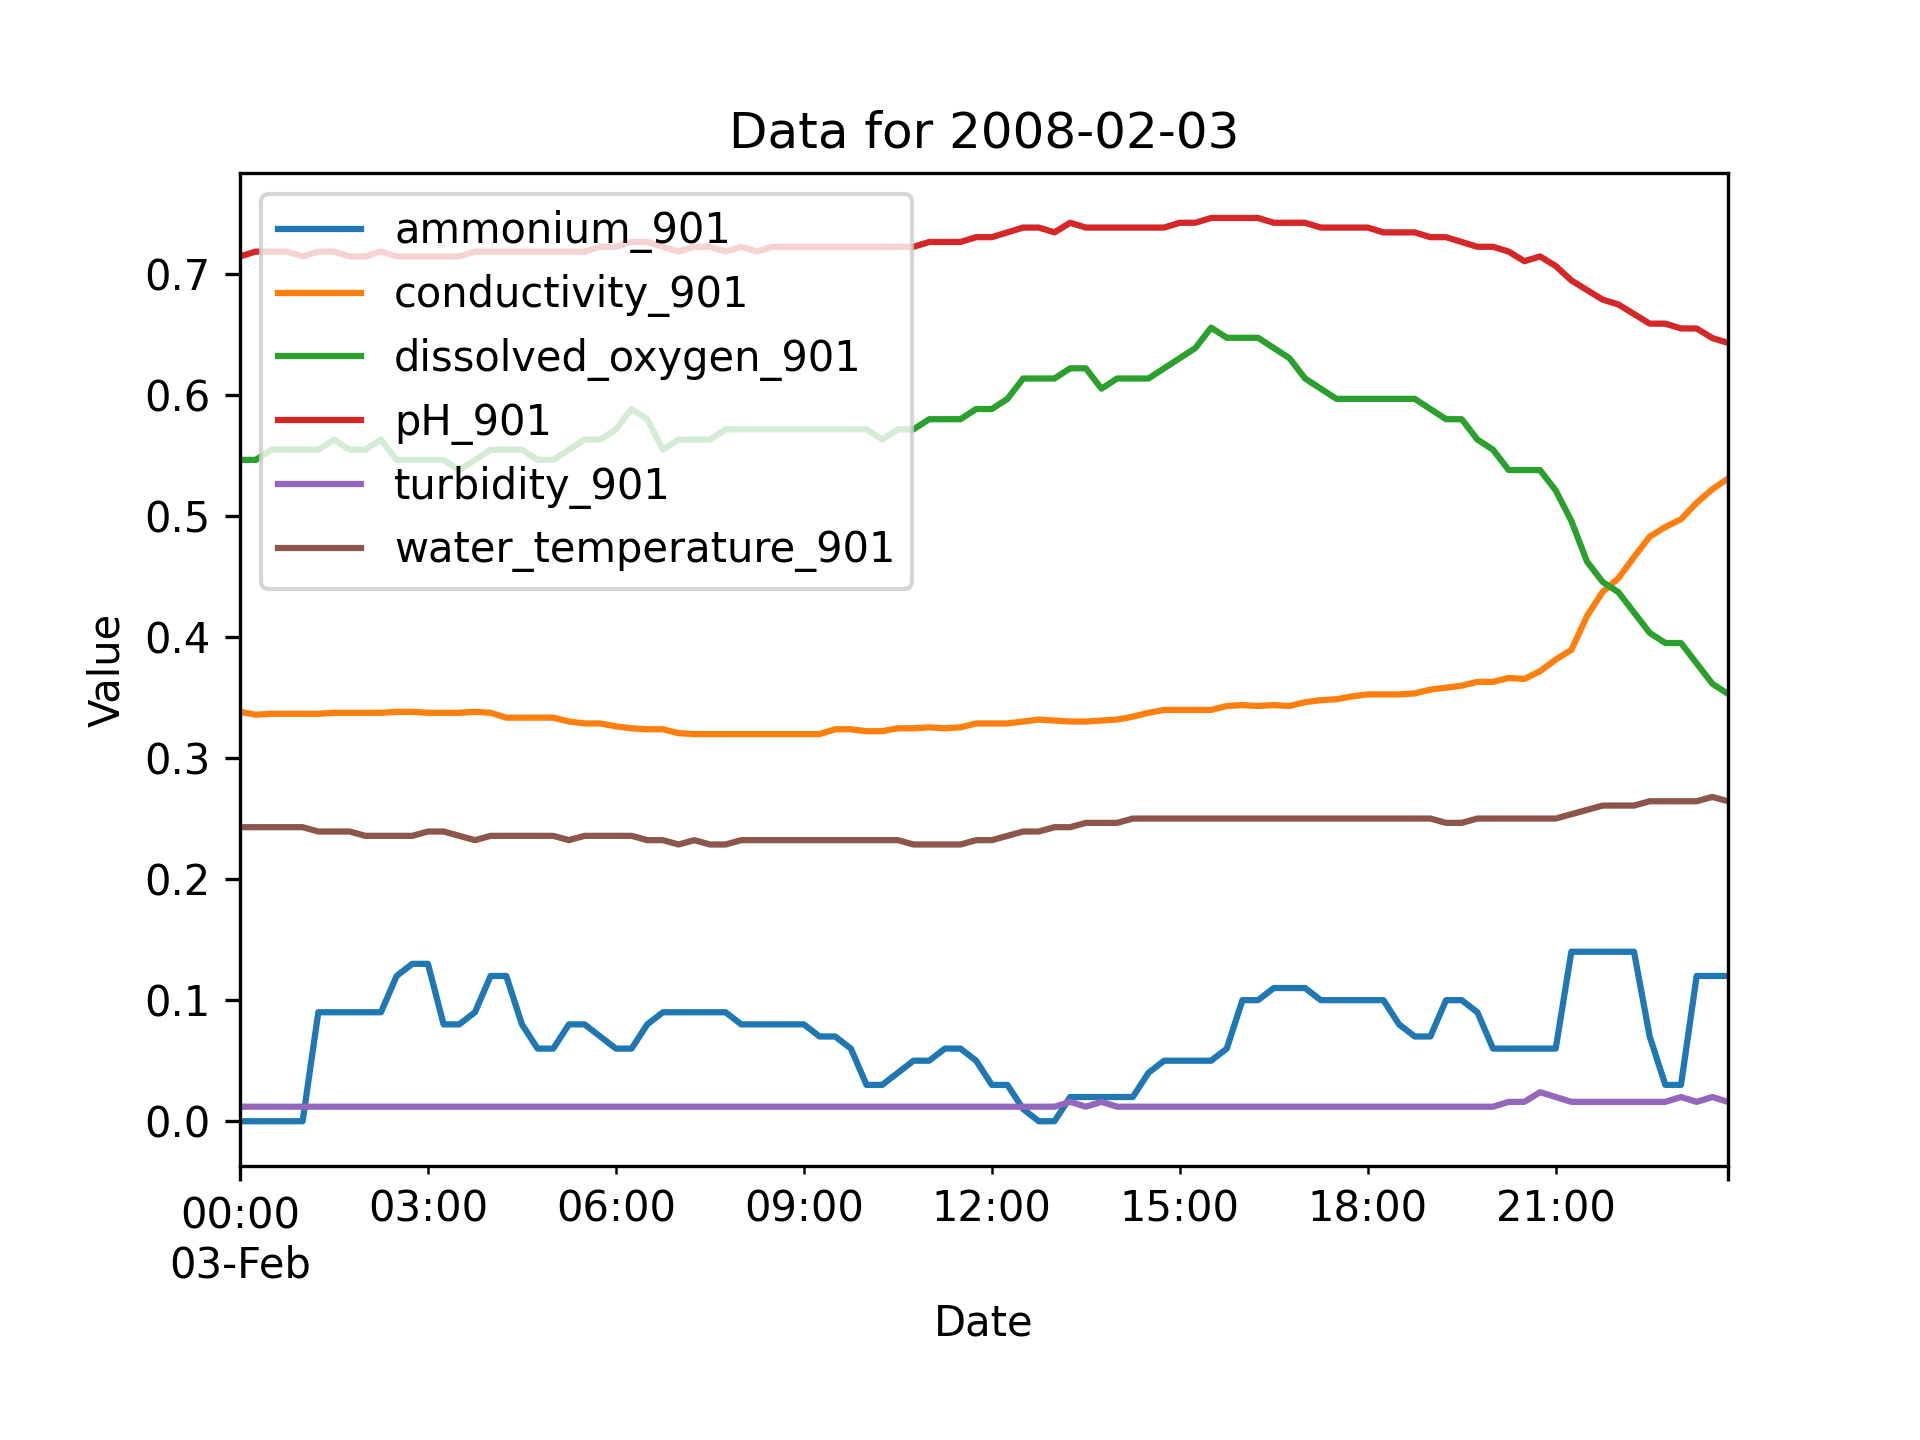 Data for 2008-02-03
ammonium_901
conductivity_901
dissolved_oxygen_901
pH_901
turbidity_901
water_temperature_901
Value
0.7
0.6
0.5
0.4
0.3
0.2
0.1
0.0
00:00 03:00 06:00 09:00 12:00 15:00 18:00 21:00
03-Feb
Date